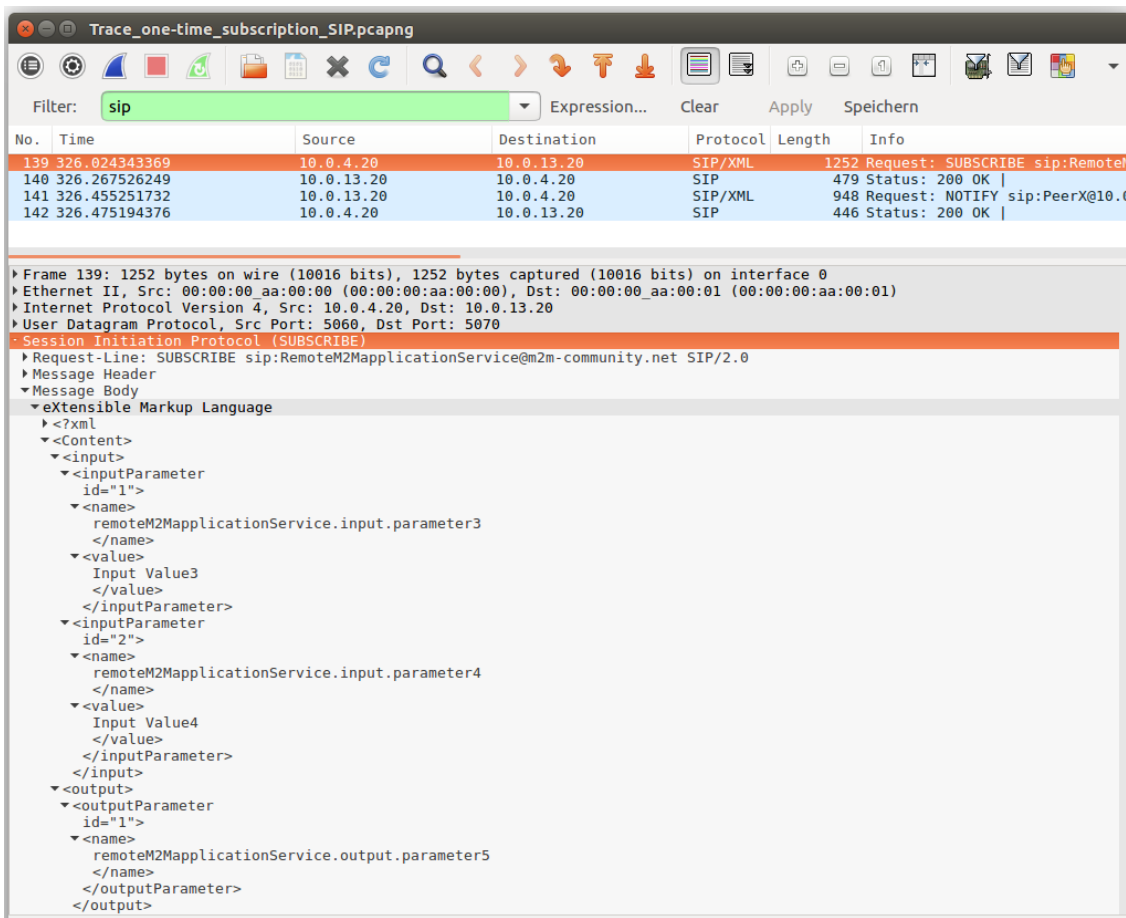 Trace_one-time_subscription_SIP.pcapng
Filter: sip Expression... Clear Apply Speichern
No. Time Source Destination Protocol Length Info
139 326.024343369 10.0.4.20 10.0.13.20 SIP/XML 1252 Request: SUBSCRIBE sip:RemoteM
140 326.267526249 10.0.13.20 10.0.4.20 SIP 479 Status: 200 OK |
141 326.455251732 10.0.13.20 10.0.4.20 SIP/XML 948 Request: NOTIFY sip:PeerX@10.0
142 326.475194376 10.0.4.20 10.0.13.20 SIP 446 Status: 200 OK |
Frame 139: 1252 bytes on wire (10016 bits), 1252 bytes captured (10016 bits) on interface 0
Ethernet II, Src: 00:00:00_aa:00:00 (00:00:00:aa:00:00), Dst: 00:00:00_aa:00:01 (00:00:00:aa:00:01)
Internet Protocol Version 4, Src: 10.0.4.20, Dst: 10.0.13.20
User Datagram Protocol, Src Port: 5060, Dst Port: 5070
Session Initiation Protocol (SUBSCRIBE)
Request-Line: SUBSCRIBE sip:RemoteM2MapplicationService@m2m-community.net SIP/2.0
Message Header
Message Body
eXtensible Markup Language
<?xml
<Content>
<input>
<inputParameter
id="1">
<name>
remoteM2MapplicationService.input.parameter3
</name>
<value>
Input Value3
</value>
</inputParameter>
<inputParameter
id="2">
<name>
remoteM2MapplicationService.input.parameter4
</name>
<value>
Input Value4
</value>
</inputParameter>
</input>
<output>
<outputParameter
id="1">
<name>
remoteM2MapplicationService.output.parameter5
</name>
</outputParameter>
</output>